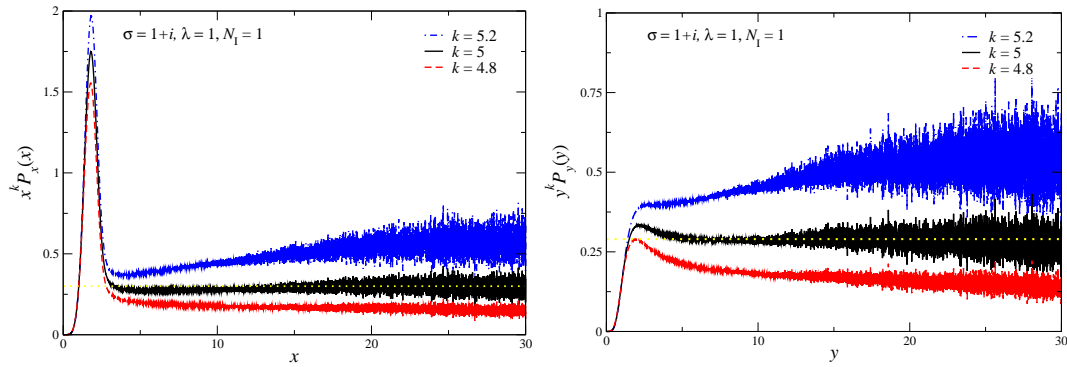 σ = 1+i, λ = 1, N_I = 1
k = 5.2
k = 5
k = 4.8
x^k P_x(x)
2
1.5
1
0.5
0
0 10 20 30
x
σ = 1+i, λ = 1, N_I = 1
k = 5.2
k = 5
k = 4.8
y^k P_y(y)
1
0.75
0.5
0.25
0
0 10 20 30
y